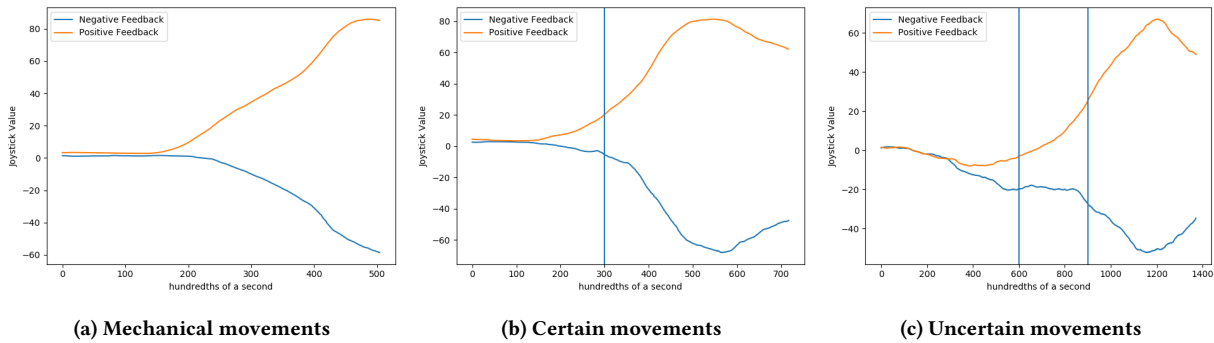 Negative Feedback
Positive Feedback
80
60
40
20
0
−20
−40
−60
Joystick Value
0
100
200
300
400
500
hundredths of a second
(a) Mechanical movements
Negative Feedback
Positive Feedback
80
60
40
20
0
−20
−40
−60
Joystick Value
0
100
200
300
400
500
600
700
hundredths of a second
(b) Certain movements
Negative Feedback
Positive Feedback
60
40
20
0
−20
−40
Joystick Value
0
200
400
600
800
1000
1200
1400
hundredths of a second
(c) Uncertain movements